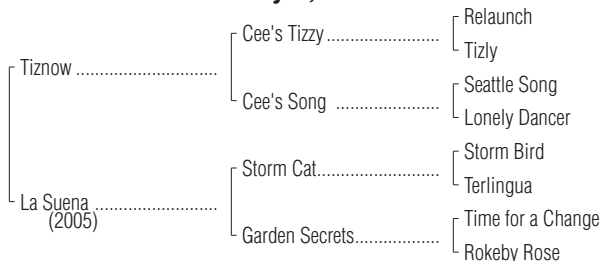 Relaunch
Cee's Tizzy ........................
Tizly
Tiznow ..............................
Seattle Song
Cee's Song ......................
Lonely Dancer
Storm Bird
Storm Cat..........................
Terlingua
La Suena ..........................
(2005)
Time for a Change
Garden Secrets..................
Rokeby Rose